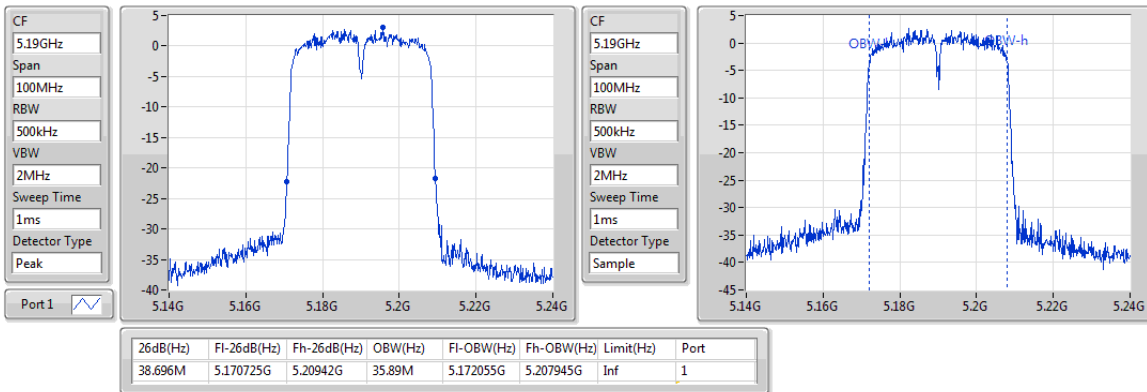 CF
5.19GHz
Span
100MHz
RBW
500kHz
VBW
2MHz
Sweep Time
1ms
Detector Type
Peak
Port 1
5
0
-5
-10
-15
-20
-25
-30
-35
-40
5.14G 5.16G 5.18G 5.2G 5.22G 5.24G
CF
5.19GHz
Span
100MHz
RBW
500kHz
VBW
2MHz
Sweep Time
1ms
Detector Type
Sample
5
0
-5
-10
-15
-20
-25
-30
-35
-40
-45
OBW-h
5.14G 5.16G 5.18G 5.2G 5.22G 5.24G
26dB(Hz) Fl-26dB(Hz) Fh-26dB(Hz) OBW(Hz) Fl-OBW(Hz) Fh-OBW(Hz) Limit(Hz) Port
38.696M 5.170725G 5.20942G 35.89M 5.172055G 5.207945G Inf 1